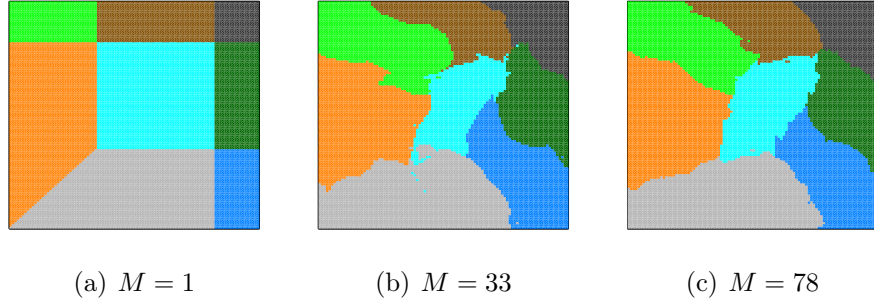 (a) M = 1
(b) M = 33
(c) M = 78